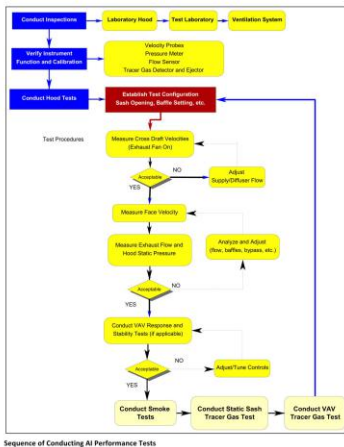 Conduct Inspections
Laboratory Hood
Test Laboratory
Ventilation System
Verify Instrument
Function and Calibration
Velocity Probes
Pressure Meter
Flow Sensor
Tracer Gas Detector and Ejector
Conduct Hood Tests
Establish Test Configuration
Sash Opening, Baffle Setting, etc.
Test Procedures
Measure Cross Draft Velocities
(Exhaust Fan On)
Acceptable
NO
YES
Adjust
Supply/Diffuser Flow
Measure Face Velocity
Measure Exhaust Flow and
Hood Static Pressure
Analyze and Adjust
(flow, baffles, bypass, etc.)
Acceptable
NO
YES
Conduct VAV Response and
Stability Tests (if applicable)
Acceptable
NO
Adjust/Tune Controls
YES
Conduct Smoke
Tests
Conduct Static Sash
Tracer Gas Test
Conduct VAV
Tracer Gas Test
Sequence of Conducting AI Performance Tests